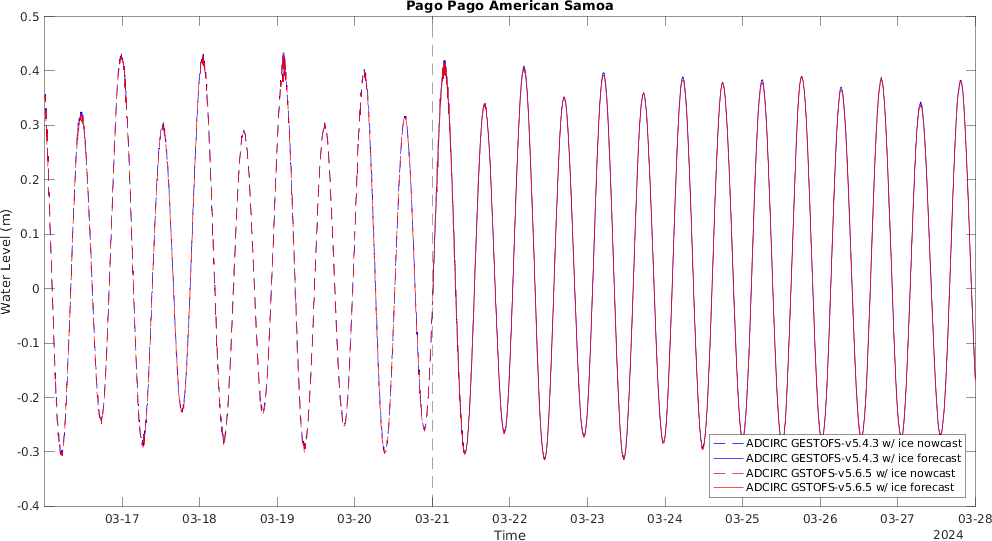 Pago Pago American Samoa
0.5
0.4
0.3
0.2
0.1
0
-0.1
-0.2
-0.3
-0.4
Water Level (m)
ADCIRC GESTOFS-v5.4.3 w/ ice nowcast
ADCIRC GESTOFS-v5.4.3 w/ ice forecast
ADCIRC GSTOFS-v5.6.5 w/ ice nowcast
ADCIRC GSTOFS-v5.6.5 w/ ice forecast
03-17 03-18 03-19 03-20 03-21 03-22 03-23 03-24 03-25 03-26 03-27 03-28
Time
2024